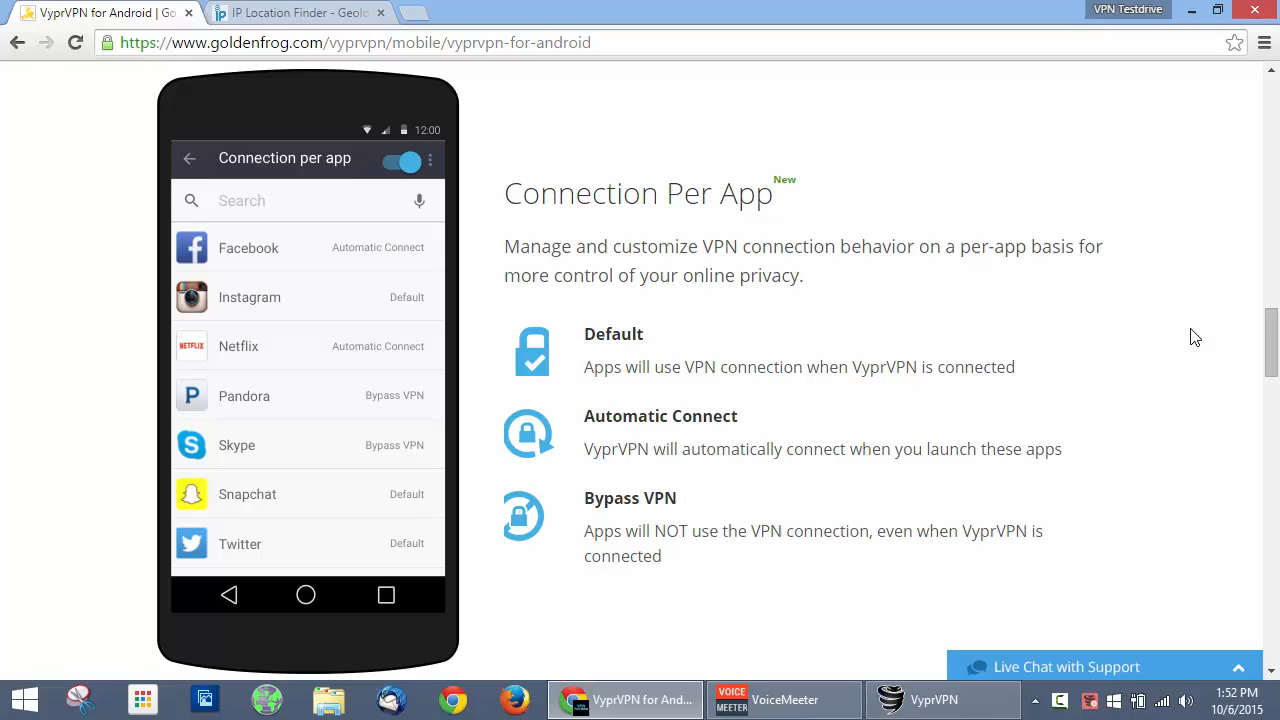 VyprVPN for Android | Go
IP Location Finder - Geolo
VPN Testdrive
https://www.goldenfrog.com/vyprvpn/mobile/vyprvpn-for-android
12:00
Connection per app
Search
Facebook Automatic Connect
Instagram Default
NETFLIX
Netflix Automatic Connect
P
Pandora Bypass VPN
Skype Bypass VPN
Snapchat Default
Twitter Default
Connection Per App New
Manage and customize VPN connection behavior on a per-app basis for
more control of your online privacy.
Default
Apps will use VPN connection when VyprVPN is connected
Automatic Connect
VyprVPN will automatically connect when you launch these apps
Bypass VPN
Apps will NOT use the VPN connection, even when VyprVPN is
connected
Live Chat with Support
VyprVPN for And...
VOICE
MEETER
VoiceMeeter
VyprVPN
1:52 PM
10/6/2015